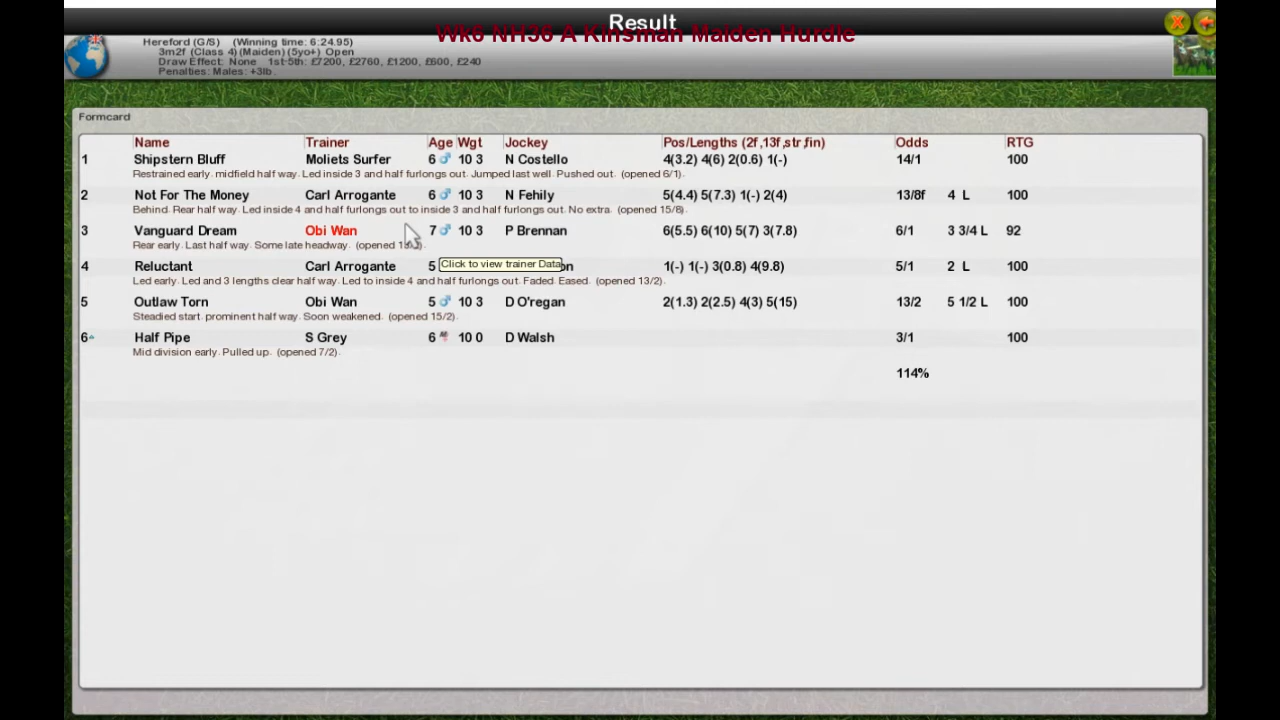 Result
Wk6 NH36 A Kinsman Maiden Hurdle
Hereford (G/S) (Winning time: 6:24.95)
3m2f (Class 4)(Maiden)(5yo+) Open
Draw Effect: None 1st-5th: £7200, £2760, £1200, £600, £240
Penalties: Males: +3lb.
Formcard
Name Trainer Age Wgt Jockey Pos/Lengths (2f,13f,str,fin) Odds RTG
1 Shipstern Bluff Moliets Surfer 6 ♂ 10 3 N Costello 4(3.2) 4(6) 2(0.6) 1(-) 14/1 100
Restrained early. midfield half way. Led inside 3 and half furlongs out. Jumped last well. Pushed out. (opened 6/1).
2 Not For The Money Carl Arrogante 6 ♂ 10 3 N Fehily 5(4.4) 5(7.3) 1(-) 2(4) 13/8f 4 L 100
Behind. Rear half way. Led inside 4 and half furlongs out to inside 3 and half furlongs out. No extra. (opened 15/8).
3 Vanguard Dream Obi Wan 7 ♂ 10 3 P Brennan 6(5.5) 6(10) 5(7) 3(7.8) 6/1 3 3/4 L 92
Rear early. Last half way. Some late headway. (opened
4 Reluctant Carl Arrogante 5 1(-) 1(-) 3(0.8) 4(9.8) 5/1 2 L 100
Click to view trainer Data
Led early. Led and 3 lengths clear half way. Led to inside 4 and half furlongs out. Faded. Eased. (opened 13/2).
5 Outlaw Torn Obi Wan 5 ♂ 10 3 D O'regan 2(1.3) 2(2.5) 4(3) 5(15) 13/2 5 1/2 L 100
Steadied start. prominent half way. Soon weakened. (opened 15/2).
6 Half Pipe S Grey 6 10 0 D Walsh 3/1 100
Mid division early. Pulled up. (opened 7/2).
114%